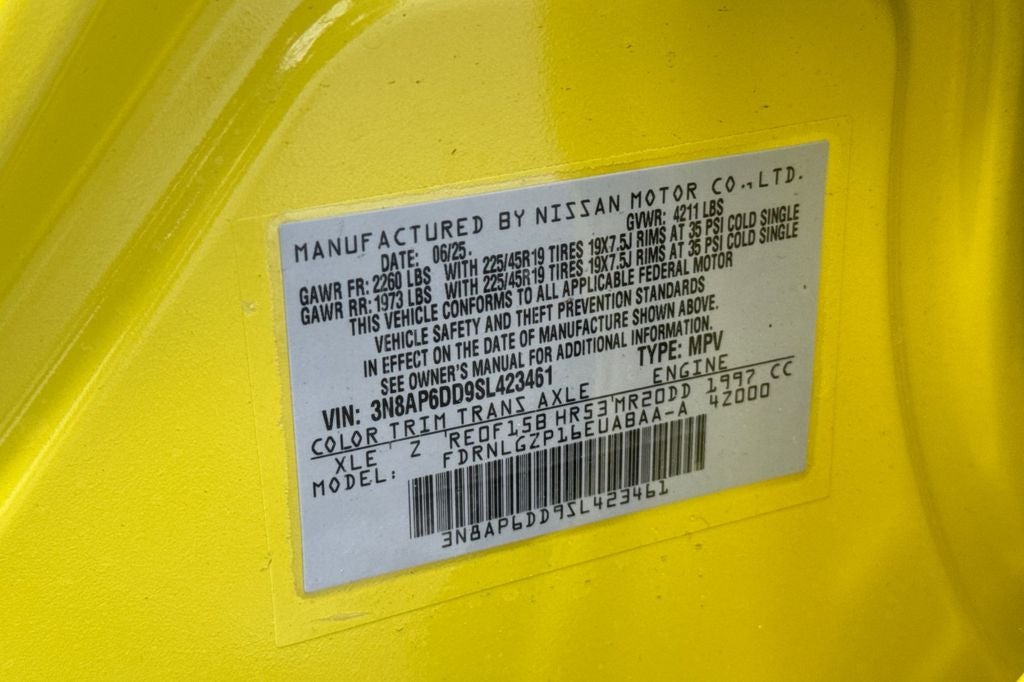 MANUFACTURED BY NISSAN MOTOR CO., LTD.
DATE: 06/25. GVWR: 4211 LBS
GAWR FR: 2260 LBS WITH 225/45R19 TIRES 19X7.5J RIMS AT 35 PSI COLD SINGLE
GAWR RR: 1973 LBS WITH 225/45R19 TIRES 19X7.5J RIMS AT 35 PSI COLD SINGLE
THIS VEHICLE CONFORMS TO ALL APPLICABLE FEDERAL MOTOR
VEHICLE SAFETY AND THEFT PREVENTION STANDARDS
IN EFFECT ON THE DATE OF MANUFACTURE SHOWN ABOVE.
SEE OWNER'S MANUAL FOR ADDITIONAL INFORMATION.
VIN: 3N8AP6DD9SL423461 TYPE: MPV
COLOR TRIM TRANS AXLE ENGINE
XLE Z RE0F15B HR53 MR20DD 1997 CC
MODEL: FDRNLGZP16EUA8AA-A 4Z000
3N8AP6DD9SL423461